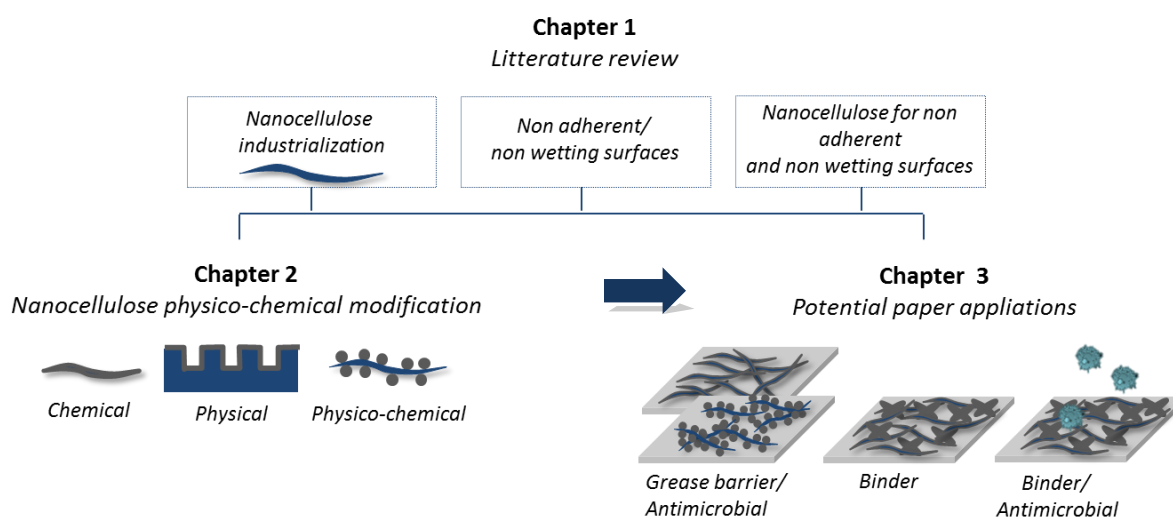 Chapter 1
Litterature review
Nanocellulose
industrialization
Non adherent/
non wetting surfaces
Nanocellulose for non
adherent
and non wetting surfaces
Chapter 2
Nanocellulose physico-chemical modification
Chemical
Physical
Physico-chemical
Chapter 3
Potential paper appliations
Grease barrier/
Antimicrobial
Binder
Binder/
Antimicrobial